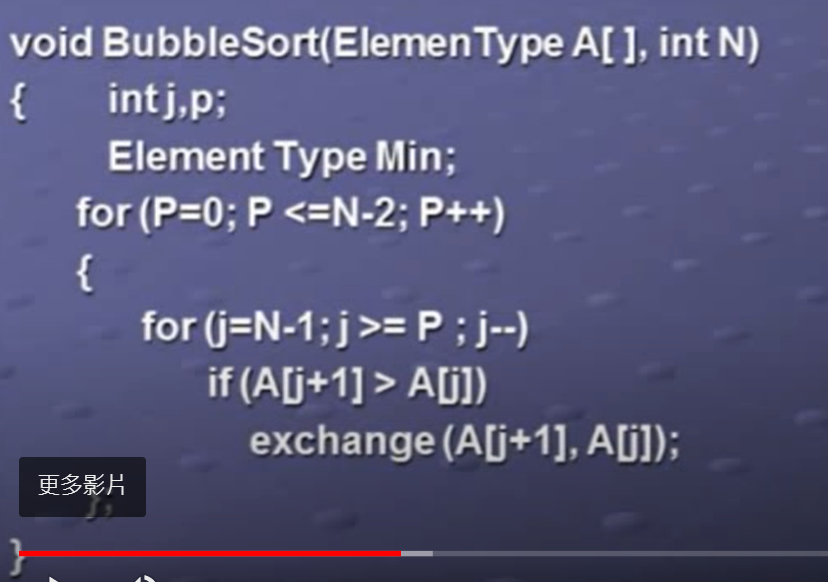 void BubbleSort(ElemenType A[ ], int N)
{ int j,p;
Element Type Min;
for (P=0; P <=N-2; P++)
{
for (j=N-1; j >= P ; j--)
if (A[j+1] > A[j])
exchange (A[j+1], A[j]);
更多影片
};
}